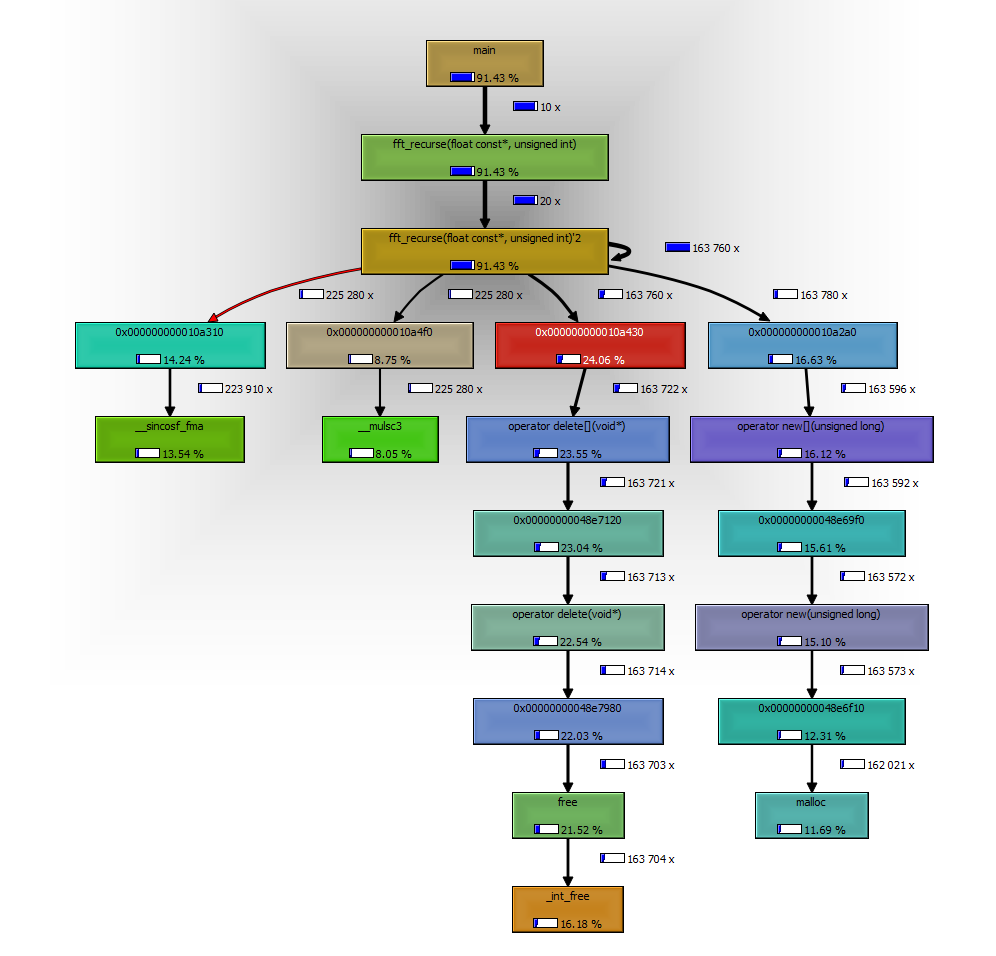 main
91.43 %
10 x
fft_recurse(float const*, unsigned int)
91.43 %
20 x
fft_recurse(float const*, unsigned int)'2
91.43 %
163 760 x
225 280 x
225 280 x
163 760 x
163 780 x
0x000000000010a310
14.24 %
0x000000000010a4f0
8.75 %
0x000000000010a430
24.06 %
0x000000000010a2a0
16.63 %
223 910 x
225 280 x
163 722 x
163 596 x
__sincosf_fma
13.54 %
__mulsc3
8.05 %
operator delete[](void*)
23.55 %
operator new[](unsigned long)
16.12 %
163 721 x
163 592 x
0x00000000048e7120
23.04 %
0x00000000048e69f0
15.61 %
163 713 x
163 572 x
operator delete(void*)
22.54 %
operator new(unsigned long)
15.10 %
163 714 x
163 573 x
0x00000000048e7980
22.03 %
0x00000000048e6f10
12.31 %
163 703 x
162 021 x
free
21.52 %
malloc
11.69 %
163 704 x
_int_free
16.18 %